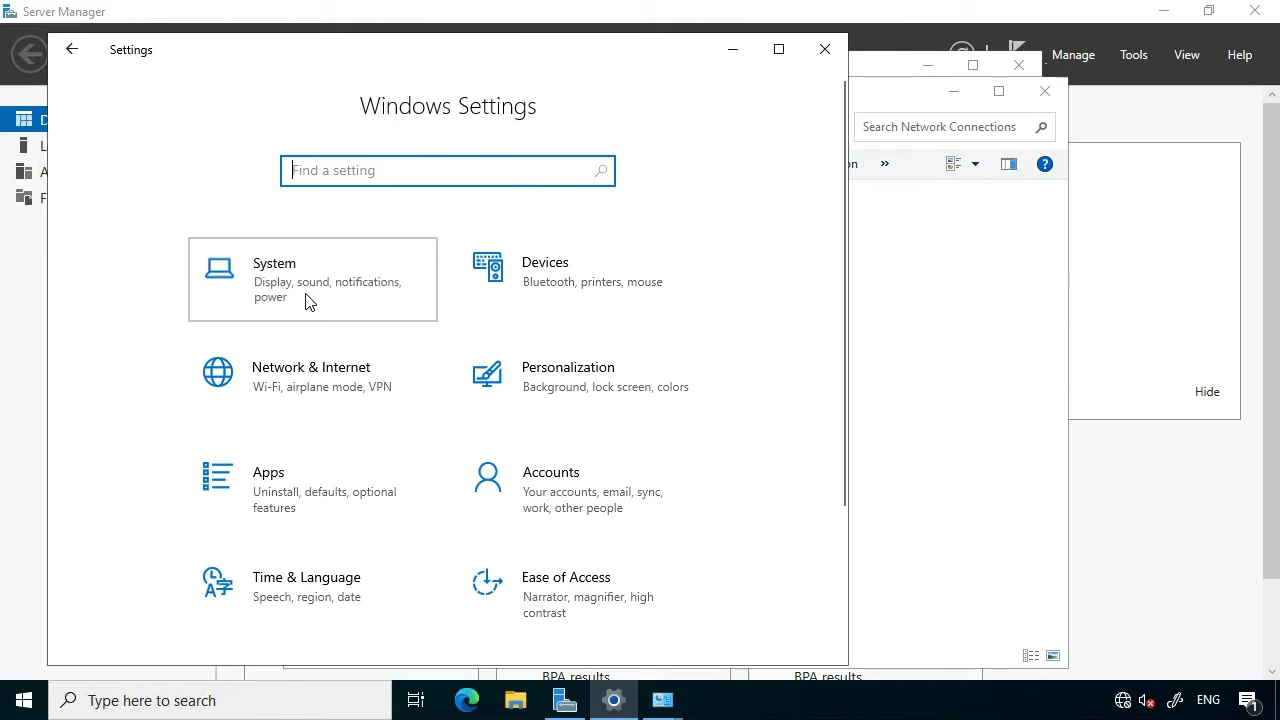 Server Manager
Settings
Manage
Tools
View
Help
Windows Settings
Search Network Connections
Find a setting
System
Display, sound, notifications,
power
Devices
Bluetooth, printers, mouse
Network & Internet
Wi-Fi, airplane mode, VPN
Personalization
Background, lock screen, colors
Hide
Apps
Uninstall, defaults, optional
features
Accounts
Your accounts, email, sync,
work, other people
Time & Language
Speech, region, date
Ease of Access
Narrator, magnifier, high
contrast
BPA results
BPA results
Type here to search
ENG
1